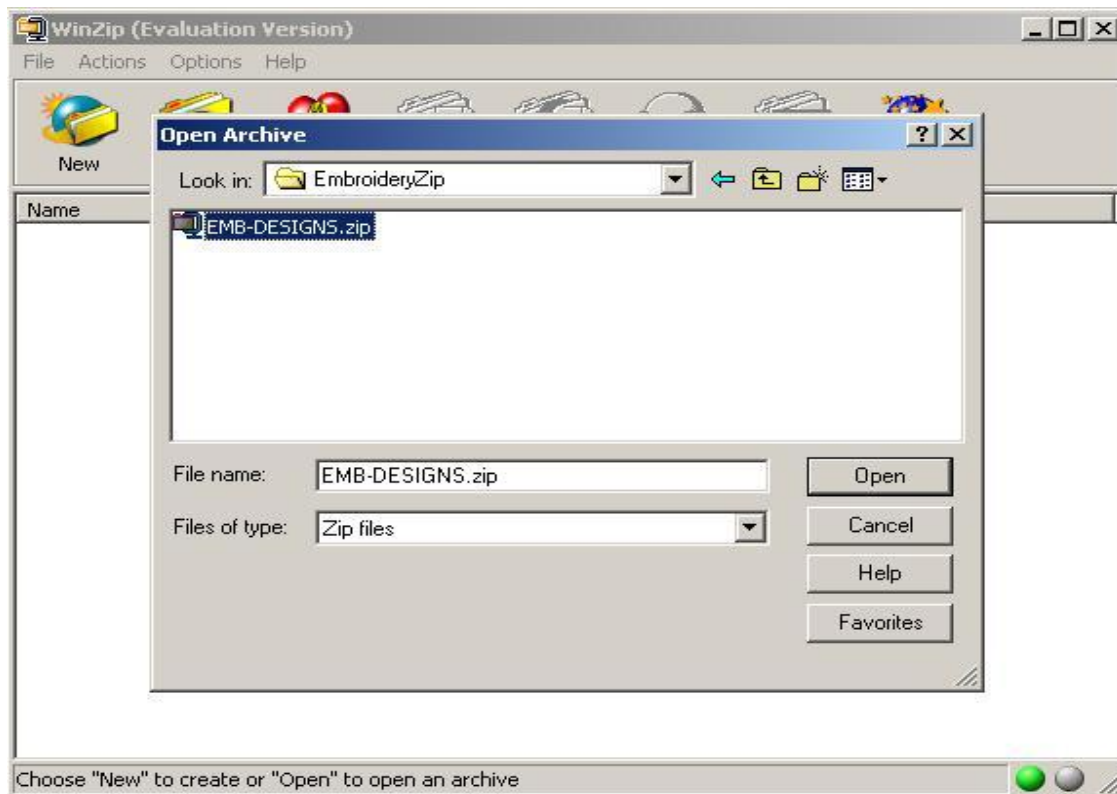 WinZip (Evaluation Version)
File Actions Options Help
New
Open Archive
Look in: EmbroideryZip
Name
EMB-DESIGNS.zip
File name: EMB-DESIGNS.zip Open
Files of type: Zip files Cancel
Help
Favorites
Choose "New" to create or "Open" to open an archive